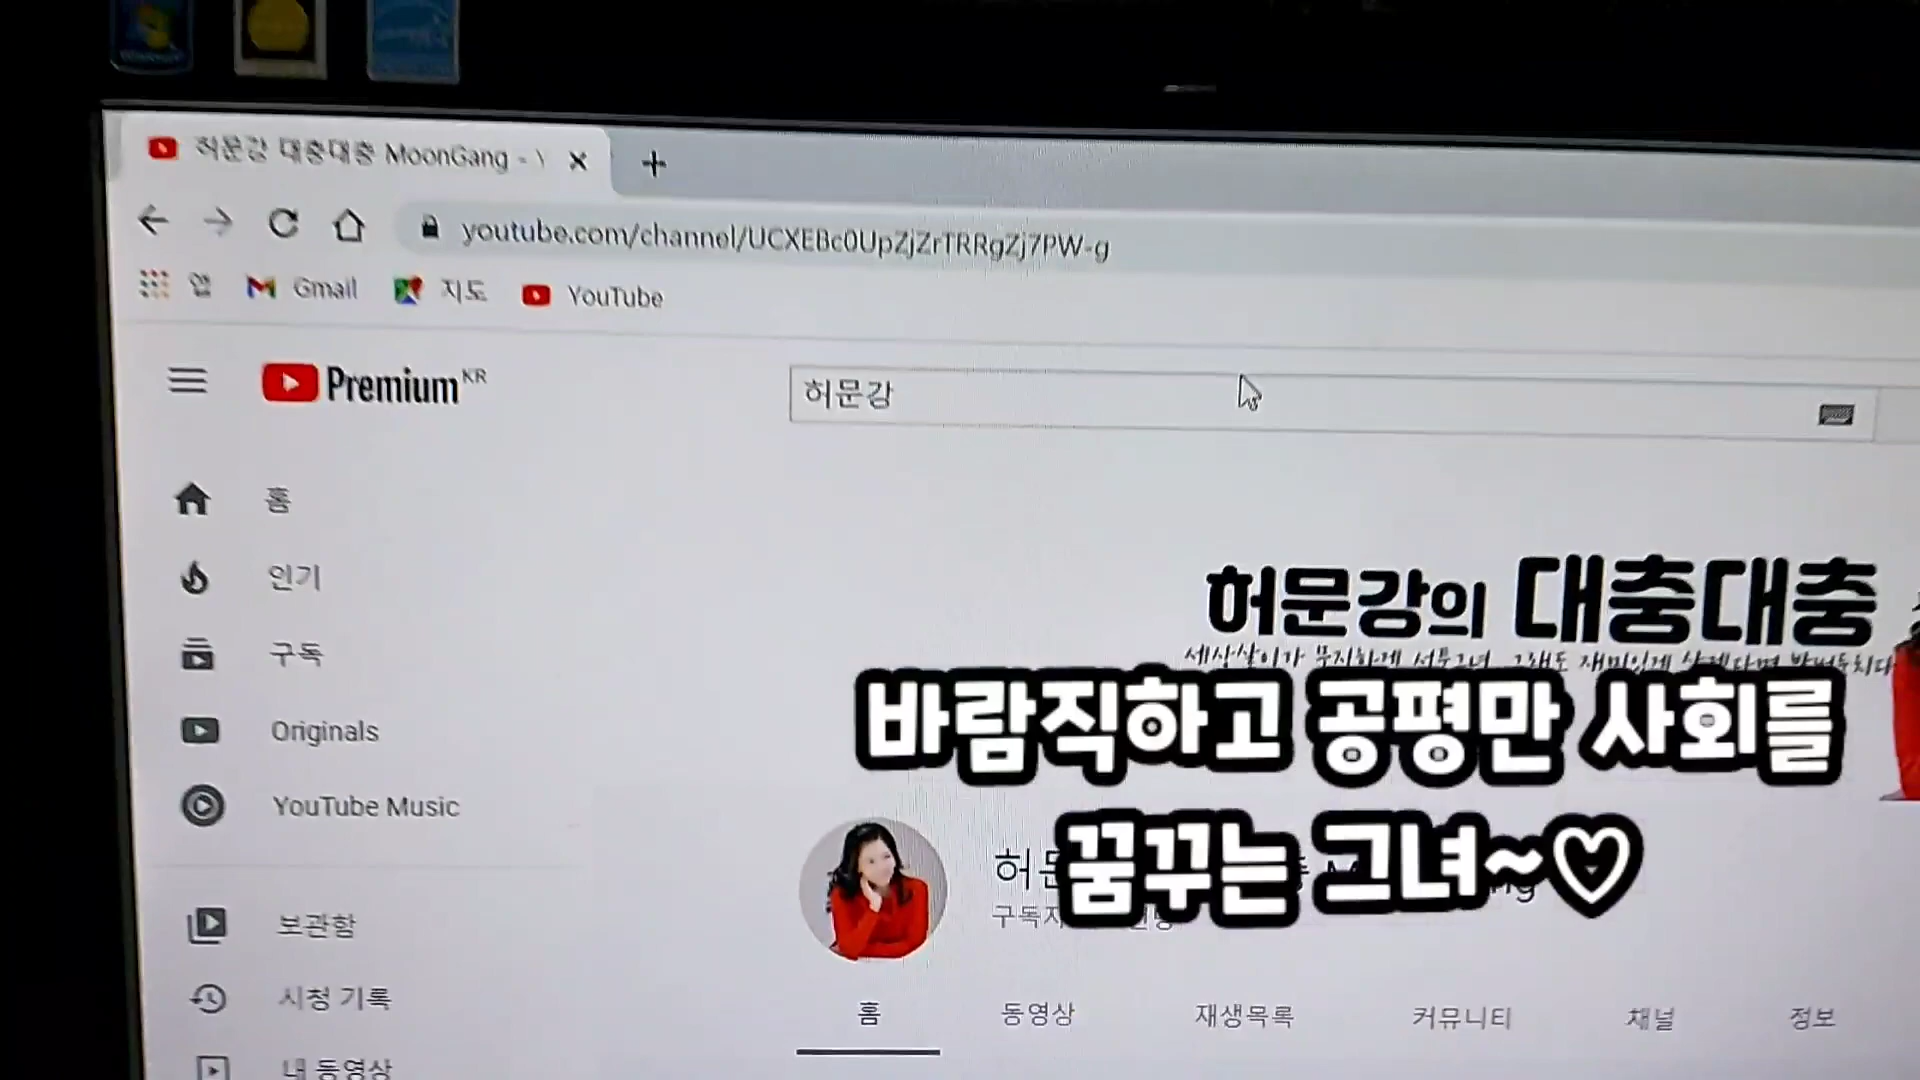 허문강 대충대충 MoonGang -
youtube.com/channel/UCXEBc0UpZjZrTRRgZj7PW-g
앱 Gmail 지도 YouTube
Premium KR
허문강
홈
인기
구독
Originals
YouTube Music
보관함
시청 기록
내 동영상
허문강의 대충대충
바람직하고 공평만 사회를
꿈꾸는 그녀~♡
홈 동영상 재생목록 커뮤니티 채널 정보